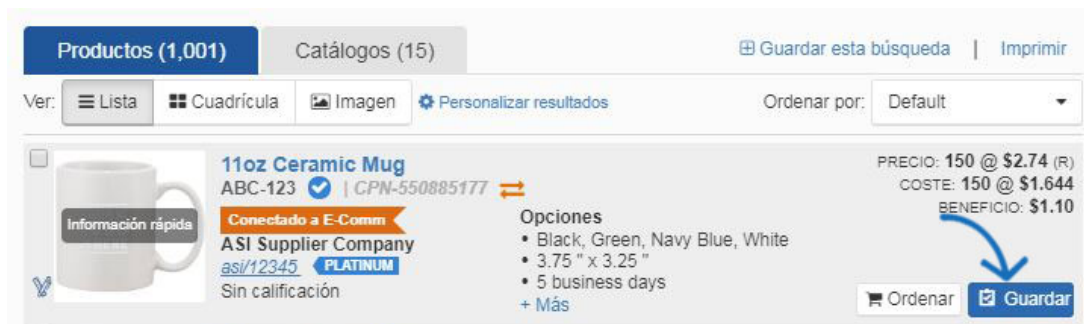 Productos (1,001) Catálogos (15) Guardar esta búsqueda | Imprimir
Ver: Lista Cuadrícula Imagen Personalizar resultados Ordenar por: Default
11oz Ceramic Mug
ABC-123 | CPN-550885177
Información rápida
Conectado a E-Comm
ASI Supplier Company
asi/12345 PLATINUM
Sin calificación
Opciones
• Black, Green, Navy Blue, White
• 3.75 " x 3.25 "
• 5 business days
+ Más
PRECIO: 150 @ $2.74 (R)
COSTE: 150 @ $1.644
BENEFICIO: $1.10
Ordenar Guardar